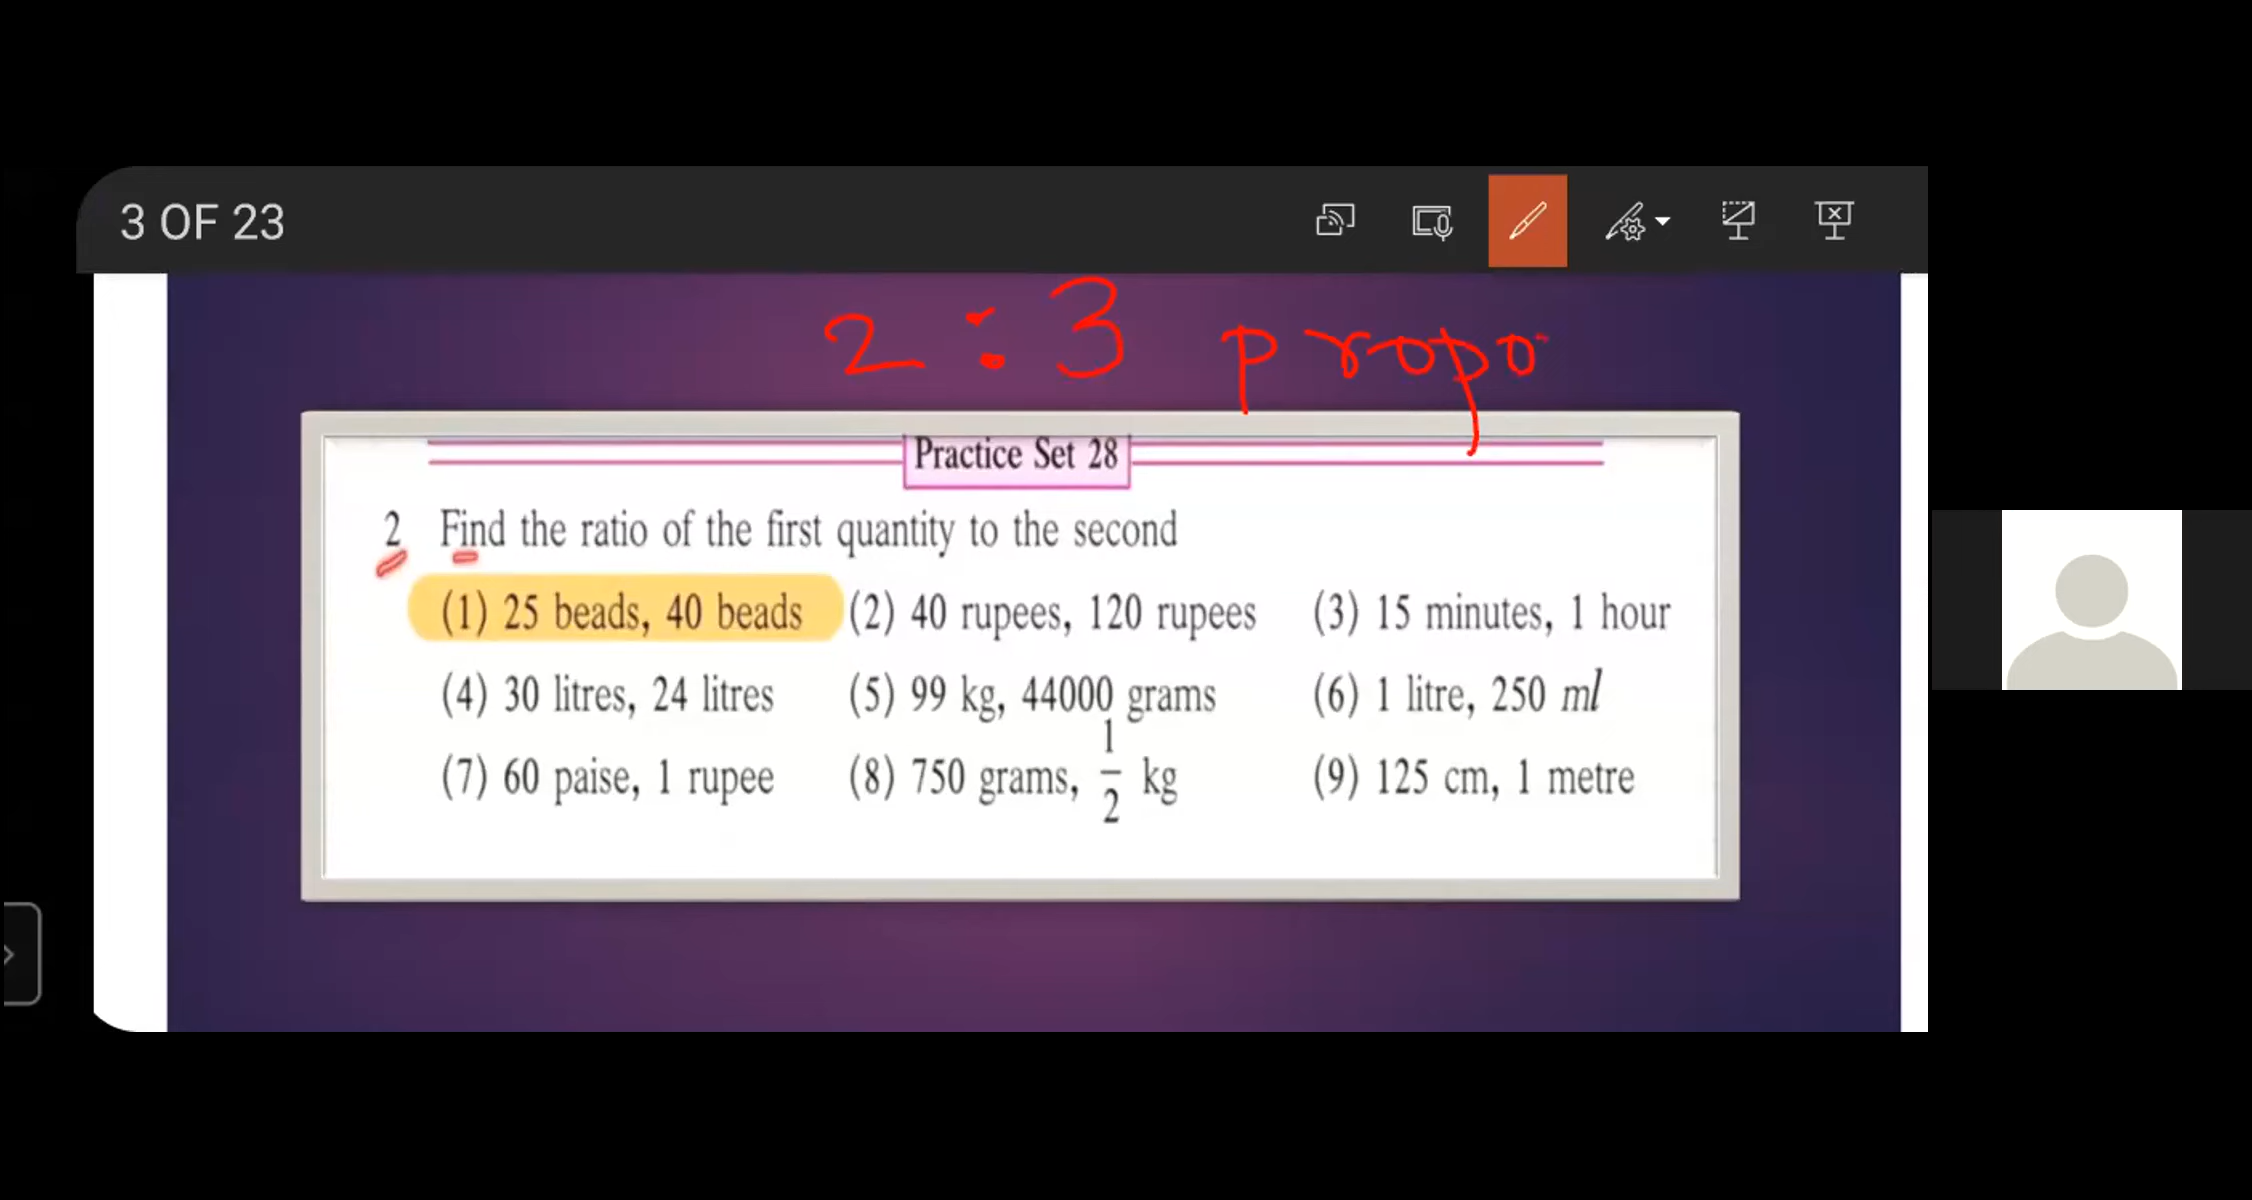 3 OF 23
2 : 3 propo
Practice Set 28
2 Find the ratio of the first quantity to the second
(1) 25 beads, 40 beads (2) 40 rupees, 120 rupees (3) 15 minutes, 1 hour
(4) 30 litres, 24 litres (5) 99 kg, 44000 grams (6) 1 litre, 250 ml
(7) 60 paise, 1 rupee (8) 750 grams, 1/2 kg (9) 125 cm, 1 metre